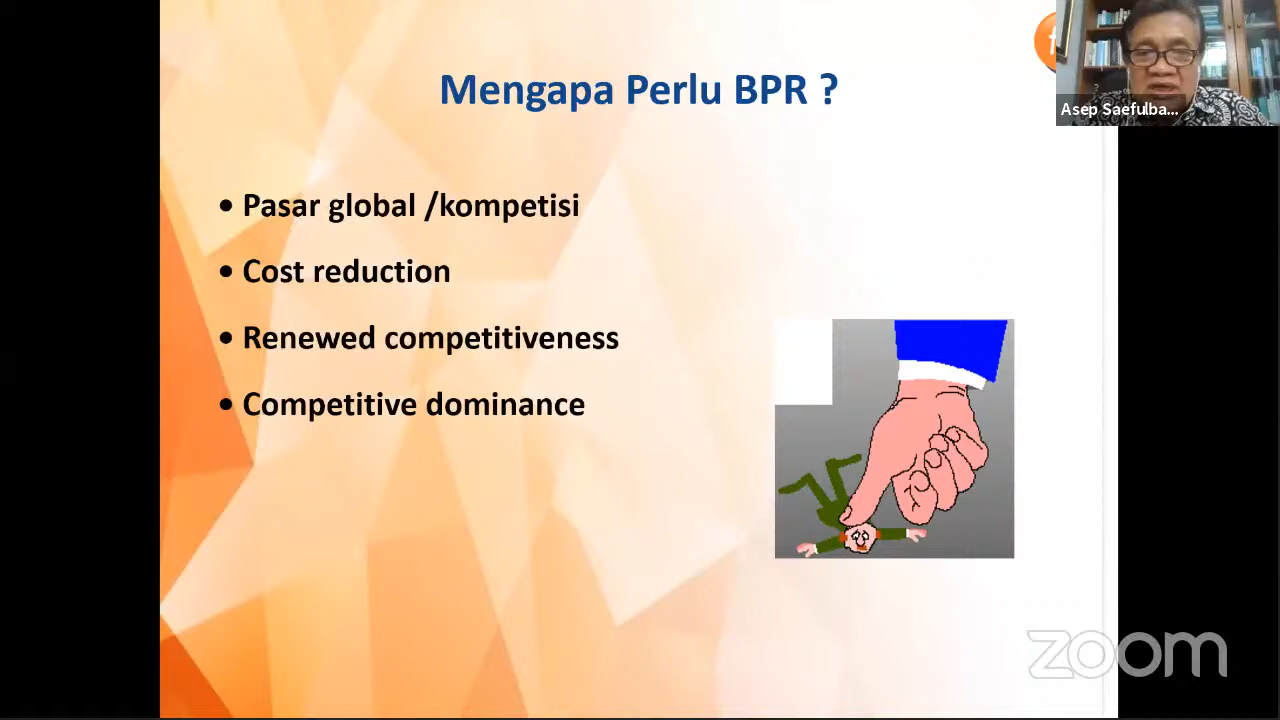 Mengapa Perlu BPR ?
Asep Saefulba...
• Pasar global /kompetisi
• Cost reduction
• Renewed competitiveness
• Competitive dominance
zoom